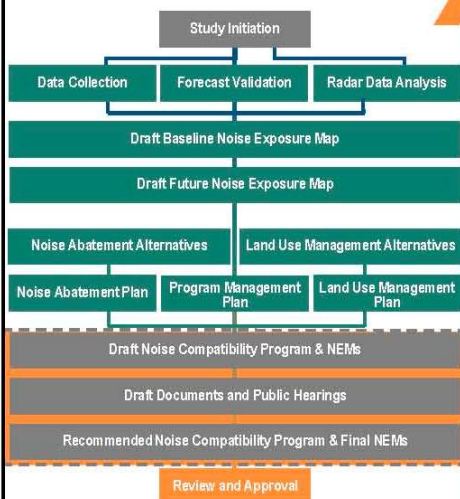 Study Initiation
Data Collection
Forecast Validation
Radar Data Analysis
Draft Baseline Noise Exposure Map
Draft Future Noise Exposure Map
Noise Abatement Alternatives
Land Use Management Alternatives
Noise Abatement Plan
Program Management
Plan
Land Use Management
Plan
Draft Noise Compatibility Program & NEMs
Draft Documents and Public Hearings
Recommended Noise Compatibility Program & Final NEMs
Review and Approval